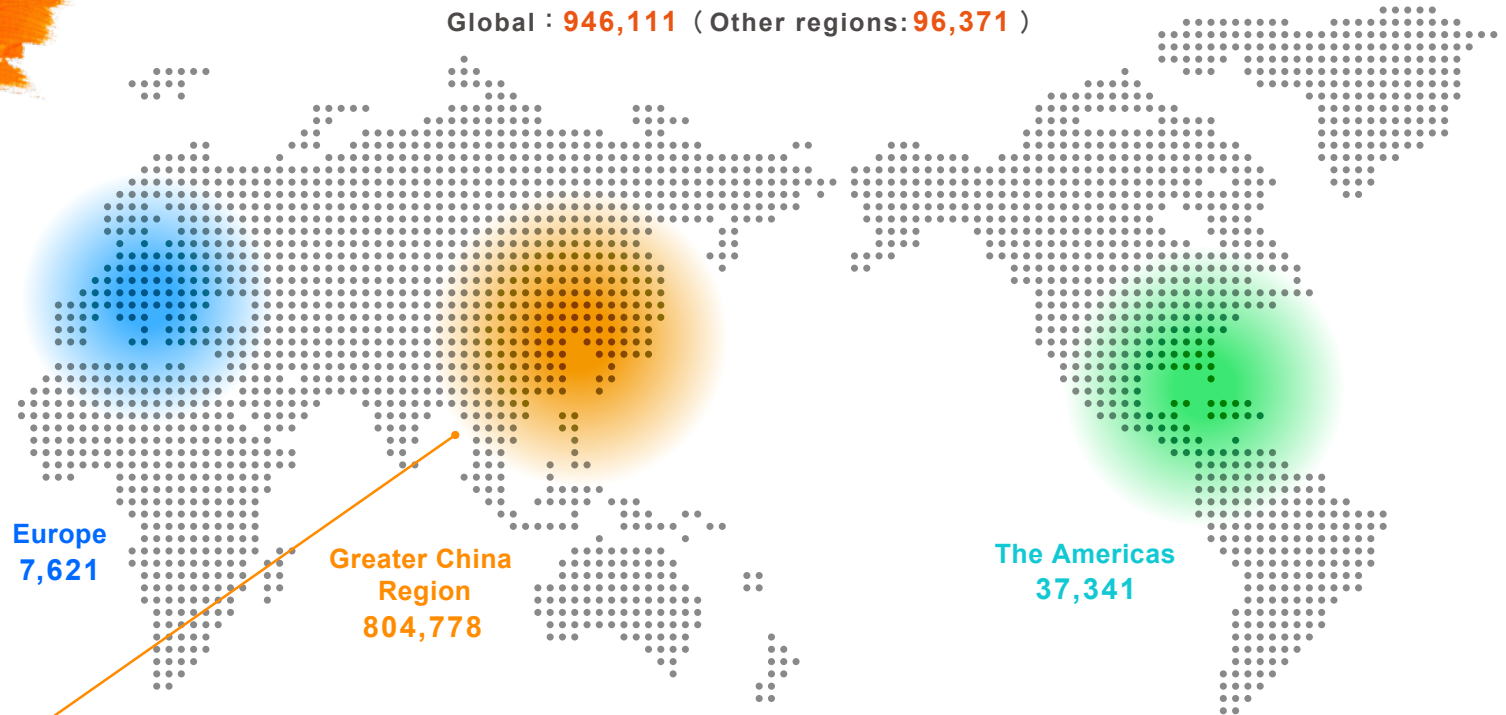 Global：946,111（Other regions:96,371 ）
Europe
7,621
Greater China
Region
804,778
The Americas
37,341